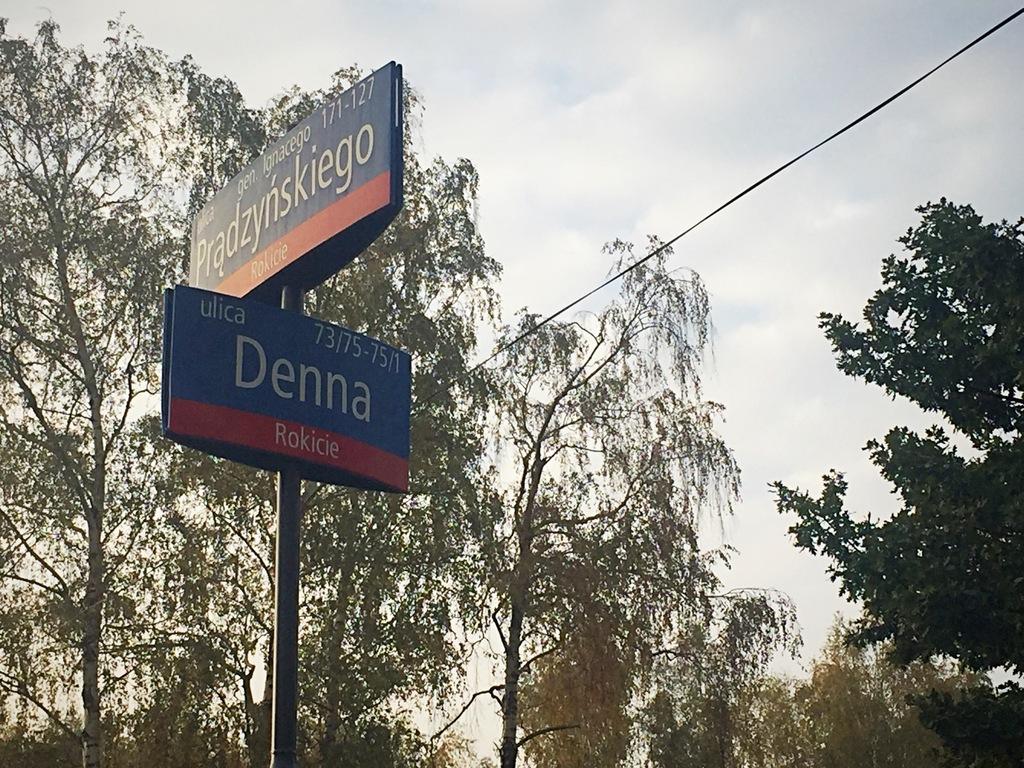 ulica gen. Ignacego 171-127
Prądzyńskiego
Rokicie
ulica 73/75-75/1
Denna
Rokicie